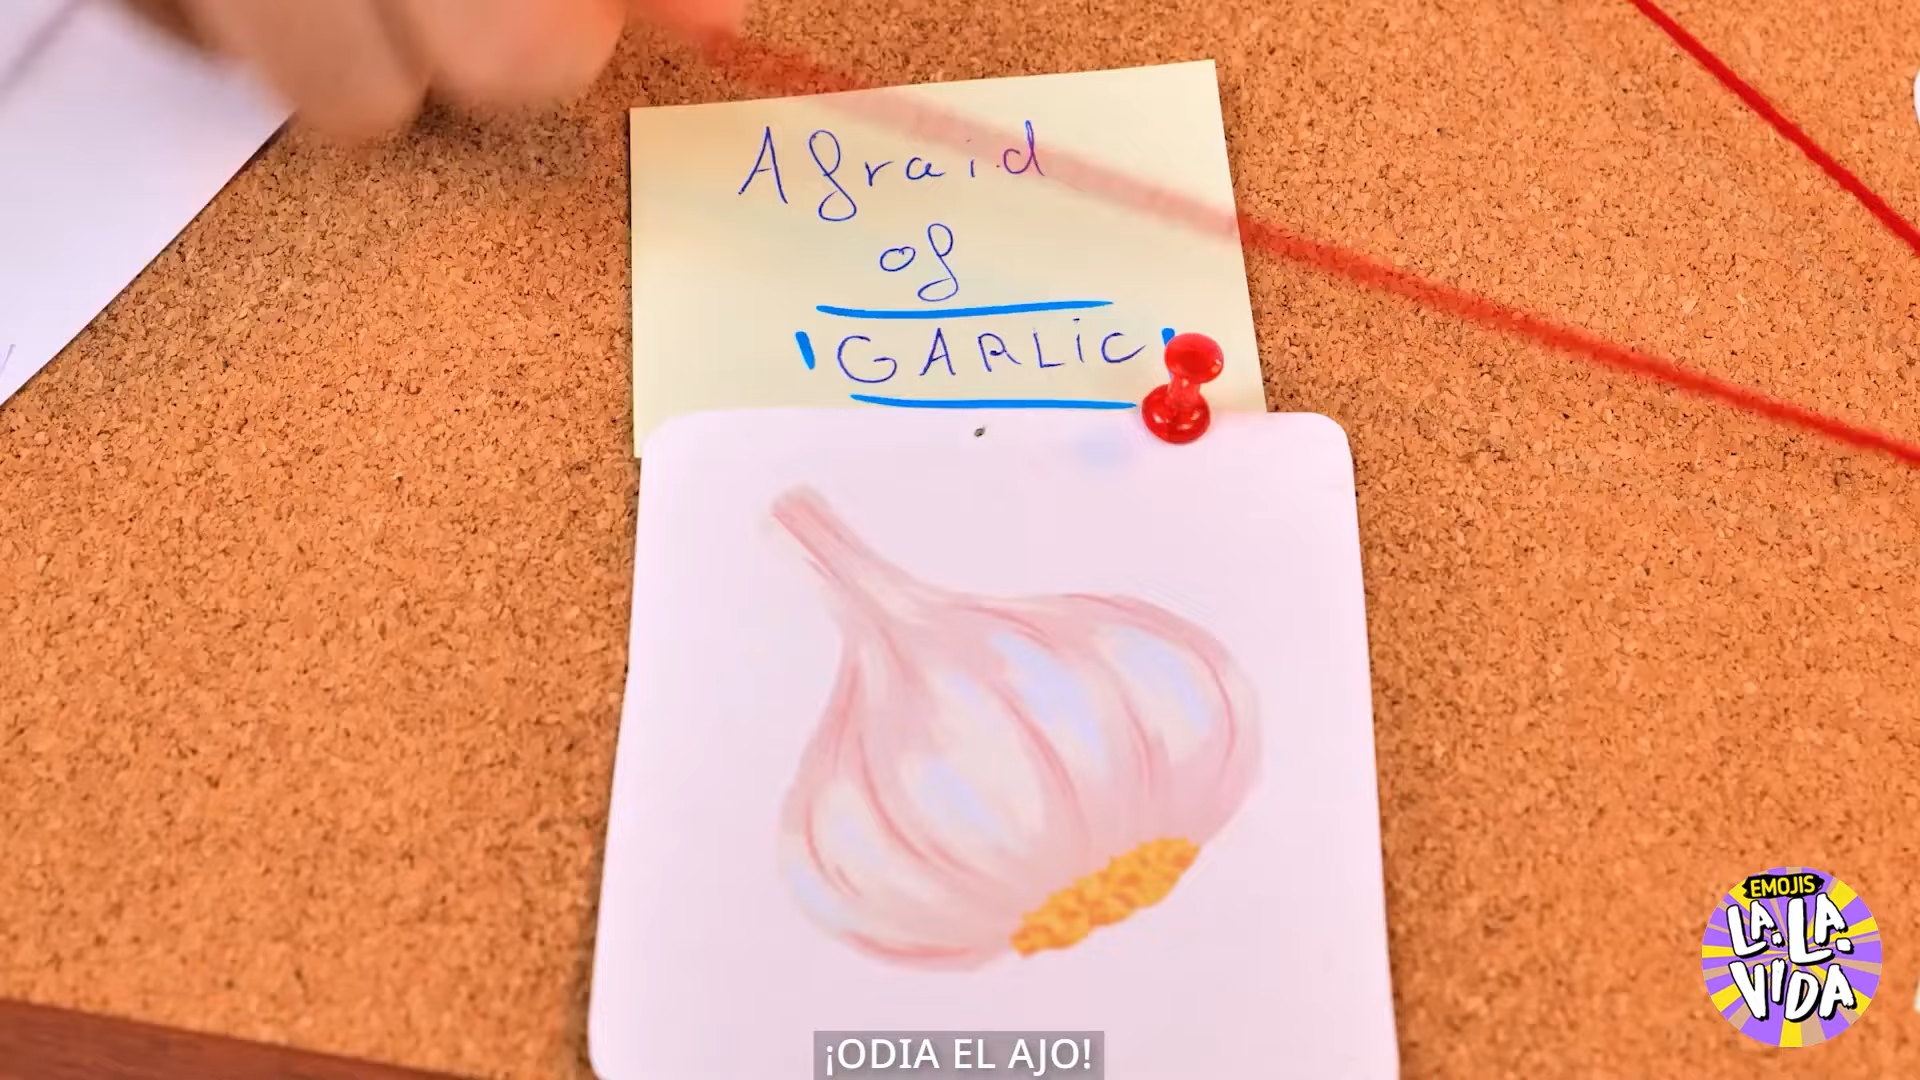 Afraid
of
'GARLiC'
EMOJIS
LA LA
VIDA
¡ODIA EL AJO!